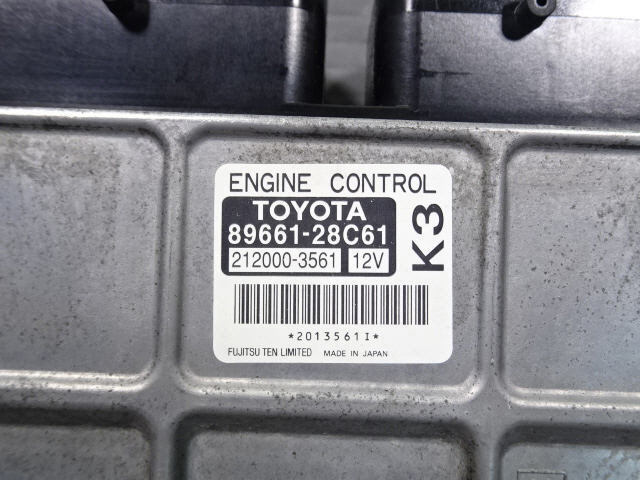 ENGINE CONTROL
TOYOTA
89661-28C61
212000-3561 12V
K3
*2013561I*
FUJITSU TEN LIMITED MADE IN JAPAN